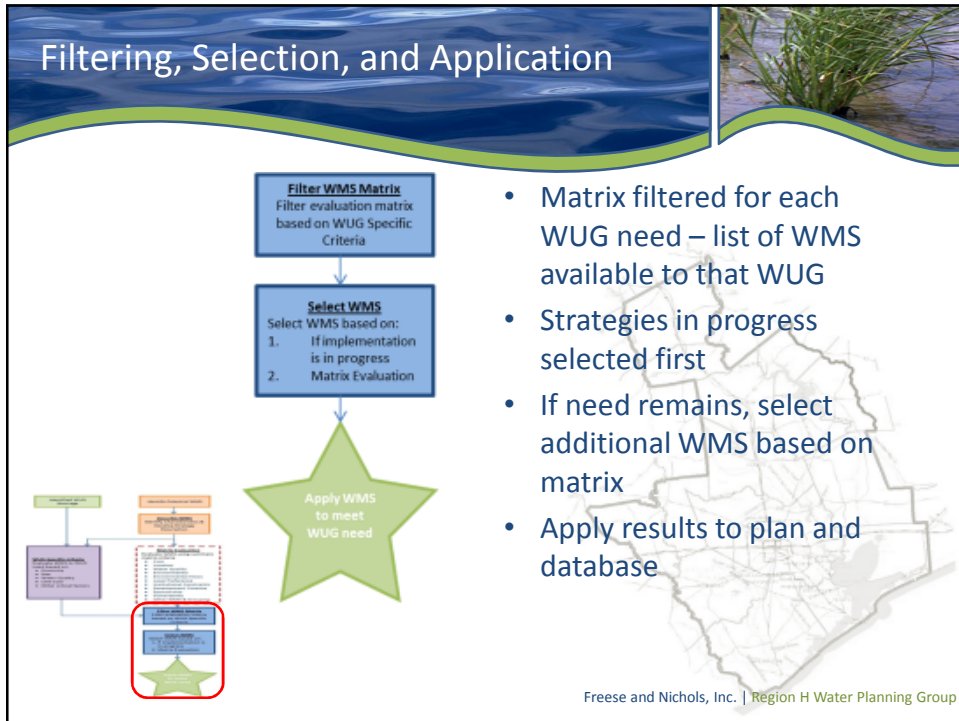 Filtering, Selection, and Application
Filter WMS Matrix
Filter evaluation matrix
based on WUG Specific
Criteria
Select WMS
Select WMS based on:
1. If implementation
is in progress
2. Matrix Evaluation
Apply WMS
to meet
WUG need
• Matrix filtered for each
WUG need – list of WMS
available to that WUG
• Strategies in progress
selected first
• If need remains, select
additional WMS based on
matrix
• Apply results to plan and
database
Freese and Nichols, Inc. | Region H Water Planning Group